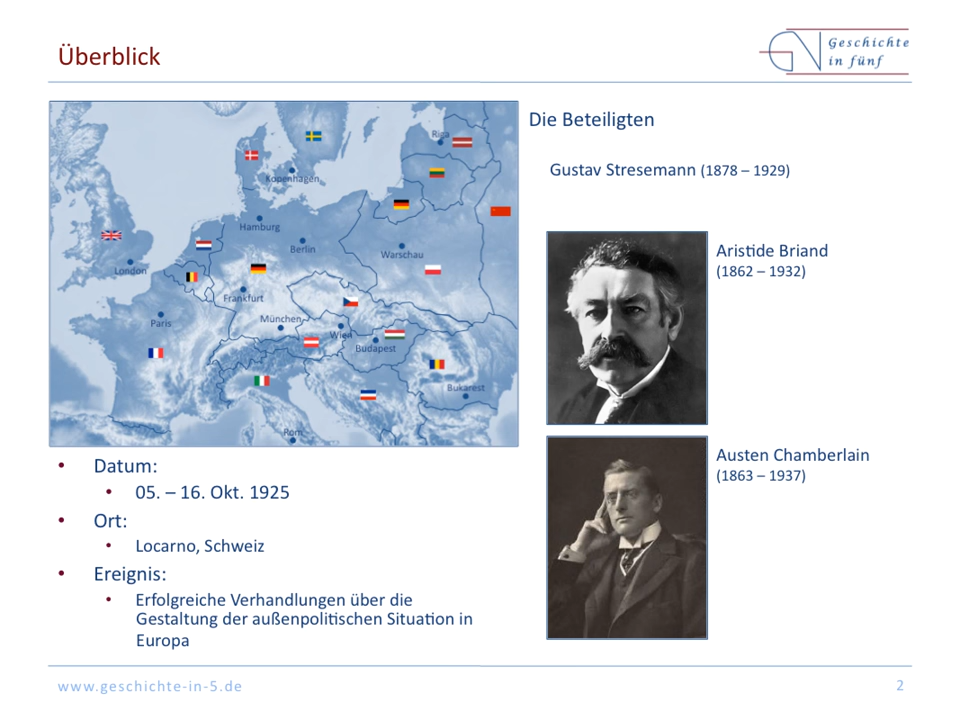 Überblick
Geschichte
in fünf
Riga
Kopenhagen
Hamburg
Berlin
Warschau
London
Frankfurt
Paris
München
Wien
Budapest
Bukarest
Rom
• Datum:
• 05. – 16. Okt. 1925
• Ort:
• Locarno, Schweiz
• Ereignis:
• Erfolgreiche Verhandlungen über die
Gestaltung der außenpolitischen Situation in
Europa
Die Beteiligten
Gustav Stresemann (1878 – 1929)
Aristide Briand
(1862 – 1932)
Austen Chamberlain
(1863 – 1937)
www.geschichte-in-5.de
2